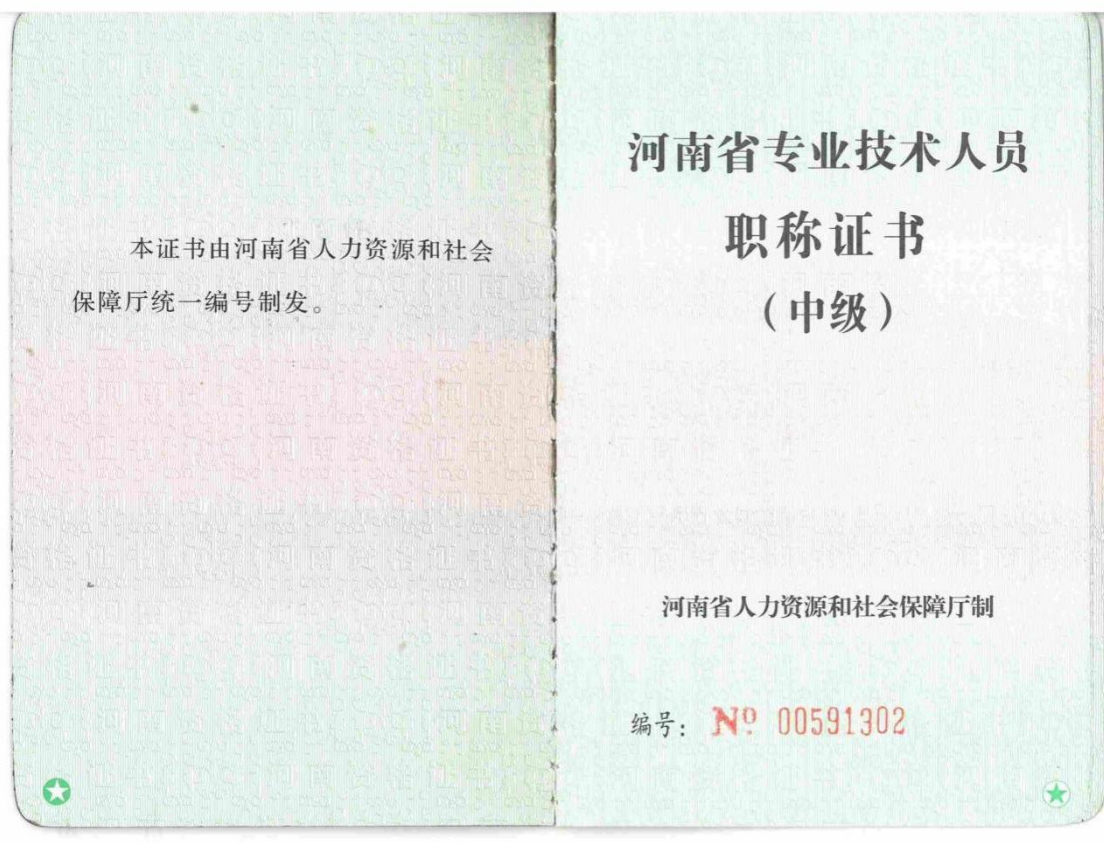 本证书由河南省人力资源和社会
保障厅统一编号制发。
河南省专业技术人员
职称证书
（中级）
河南省人力资源和社会保障厅制
编号： Nº 00591302